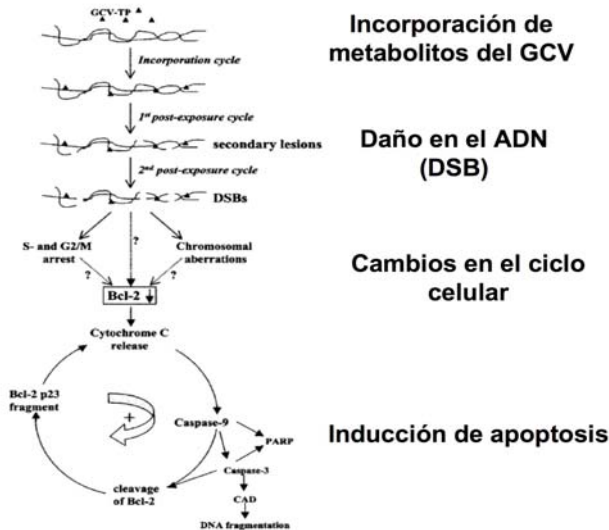 GCV-TP
Incorporación de
metabolitos del GCV
Incorporation cycle
1st post-exposure cycle
secondary lesions
Daño en el ADN
(DSB)
2nd post-exposure cycle
DSBs
?
S- and G2/M
arrest
Chromosomal
aberrations
?
?
Cambios en el ciclo
celular
Bcl-2
Cytochrome C
release
Bcl-2 p23
fragment
+
Caspase-9
PARP
Inducción de apoptosis
Caspase-3
cleavage
of Bcl-2
CAD
DNA fragmentation